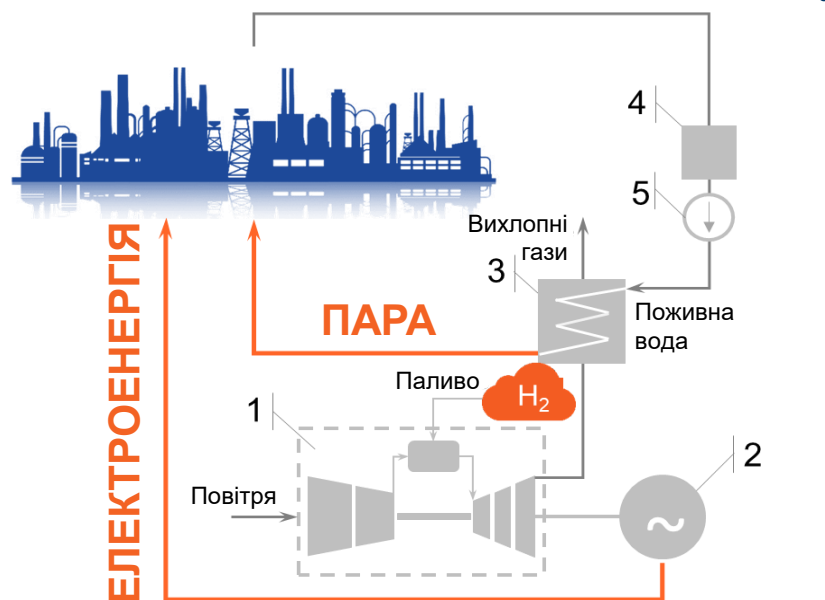 4
5
Вихлопні
гази
3
ЕЛЕКТРОЕНЕРГІЯ
ПАРА
Поживна
вода
Паливо
H₂
1
2
Повітря
~